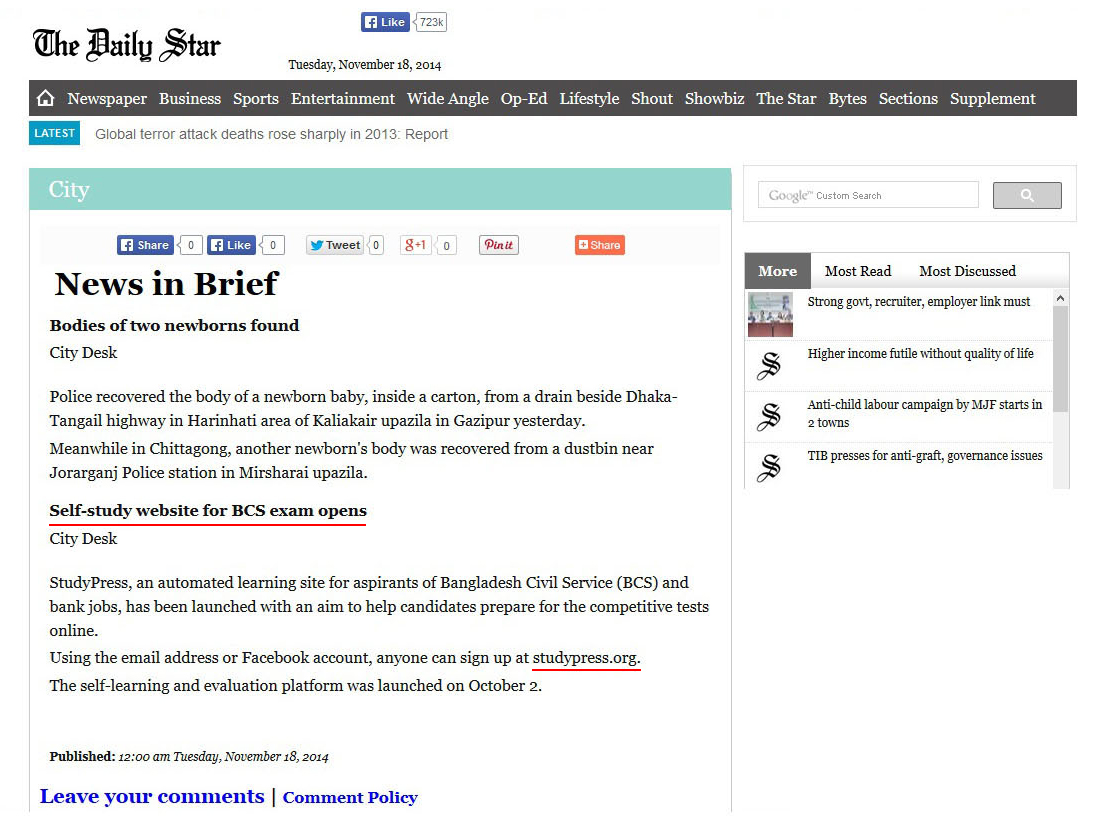 Like 723k
The Daily Star
Tuesday, November 18, 2014
Newspaper Business Sports Entertainment Wide Angle Op-Ed Lifestyle Shout Showbiz The Star Bytes Sections Supplement
LATEST Global terror attack deaths rose sharply in 2013: Report
City
Share 0 Like 0 Tweet 0 g+1 0 Pin it Share
News in Brief
Bodies of two newborns found
City Desk
Police recovered the body of a newborn baby, inside a carton, from a drain beside Dhaka-
Tangail highway in Harinhati area of Kaliakair upazila in Gazipur yesterday.
Meanwhile in Chittagong, another newborn's body was recovered from a dustbin near
Jorarganj Police station in Mirsharai upazila.
Self-study website for BCS exam opens
City Desk
StudyPress, an automated learning site for aspirants of Bangladesh Civil Service (BCS) and
bank jobs, has been launched with an aim to help candidates prepare for the competitive tests
online.
Using the email address or Facebook account, anyone can sign up at studypress.org.
The self-learning and evaluation platform was launched on October 2.
Published: 12:00 am Tuesday, November 18, 2014
Leave your comments | Comment Policy
Google™ Custom Search
More Most Read Most Discussed
Strong govt, recruiter, employer link must
S Higher income futile without quality of life
S Anti-child labour campaign by MJF starts in
2 towns
S TIB presses for anti-graft, governance issues